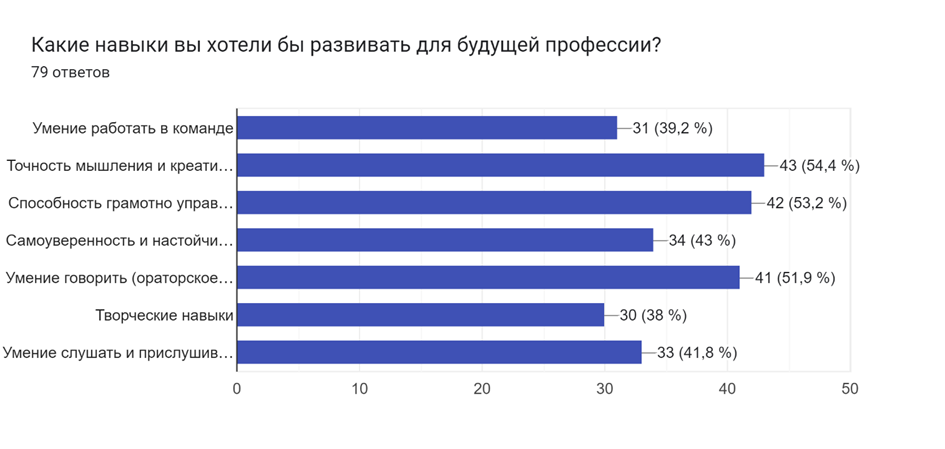 Какие навыки вы хотели бы развивать для будущей профессии?
79 ответов
Умение работать в команде 31 (39,2 %)
Точность мышления и креати… 43 (54,4 %)
Способность грамотно управ… 42 (53,2 %)
Самоуверенность и настойчи… 34 (43 %)
Умение говорить (ораторское… 41 (51,9 %)
Творческие навыки 30 (38 %)
Умение слушать и прислушив… 33 (41,8 %)
0 10 20 30 40 50